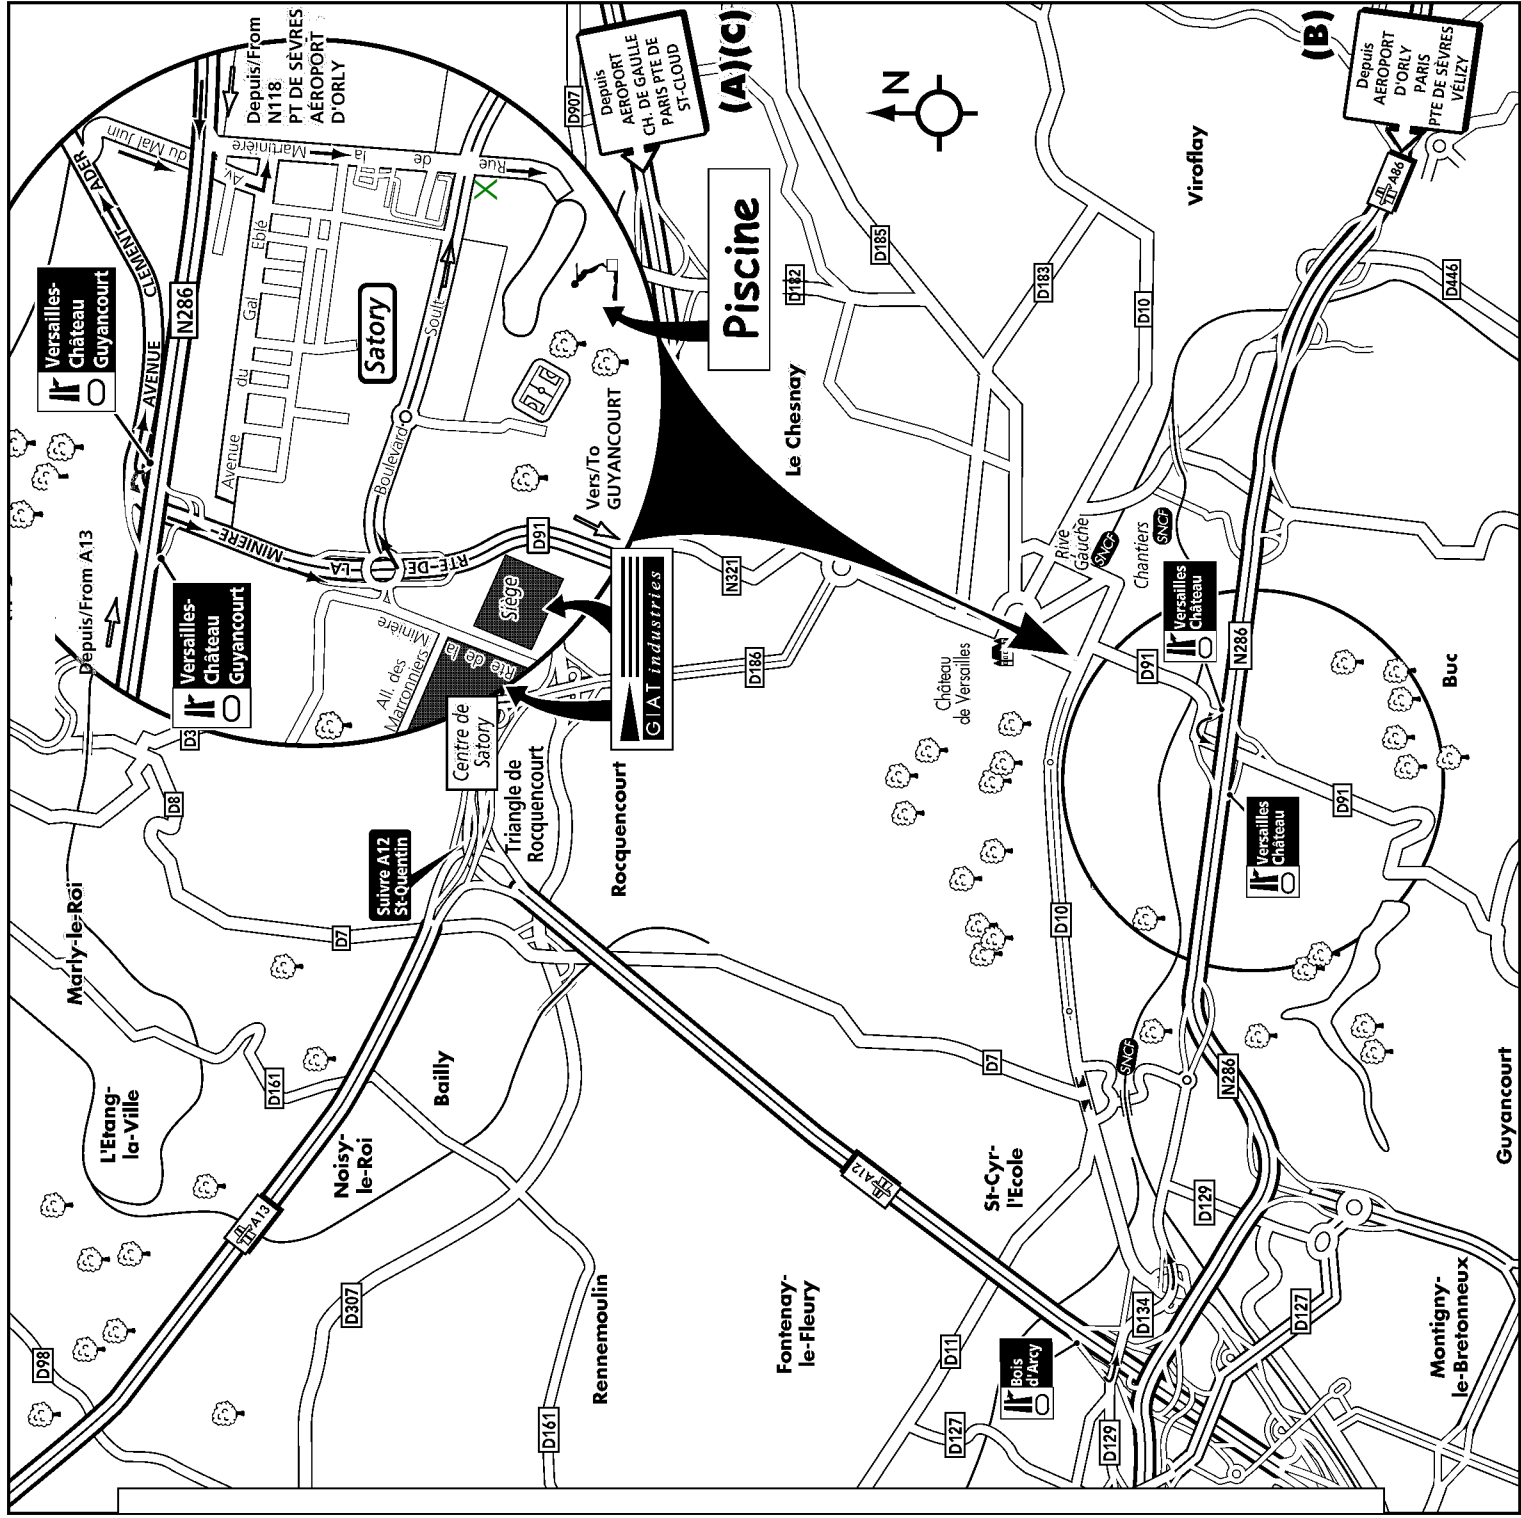 Depuis/From
N118
PT DE SÈVRES
AÉROPORT
D'ORLY
Depuis
AEROPORT
CH. DE GAULLE
PARIS PTE DE
ST-CLOUD
(A)(C)
(B)
Depuis
AEROPORT
D'ORLY
PARIS
PTE DE SÈVRES
VÉLIZY
N
D907
AVENUE CLEMENT ADER
Av. du Mal Juin
Rue de la Martinière
Avenue du Gal Eblé
Versailles-
Château
Guyancourt
N286
Satory
Boulevard Soult
X
Piscine
D182
D185
D183
D10
Viroflay
A86
D446
Le Chesnay
Vers/To
GUYANCOURT
Depuis/From A13
RTE-DE-LA-MINIERE
D91
Versailles-
Château
Guyancourt
Siège
Rte de la Minière
All. des
Marronniers
Centre de
Satory
GIAT industries
N321
D186
D3
D8
Triangle de
Rocquencourt
Rocquencourt
Suivre A12
St-Quentin
Rive
Gauche
SNCF
Chantiers
SNCF
Château
de Versailles
Versailles
Château
D91
N286
Buc
Versailles
Château
D91
D10
Marly-le-Roi
D7
L'Etang-
la-Ville
D161
Bailly
Noisy-
le-Roi
A13
D7
SNCF
N286
Guyancourt
St-Cyr-
l'Ecole
A12
D129
D307
Rennemoulin
Fontenay-
le-Fleury
D98
D161
D11
D134
D127
Bois
d'Arcy
D127
D129
Montigny-
le-Bretonneux